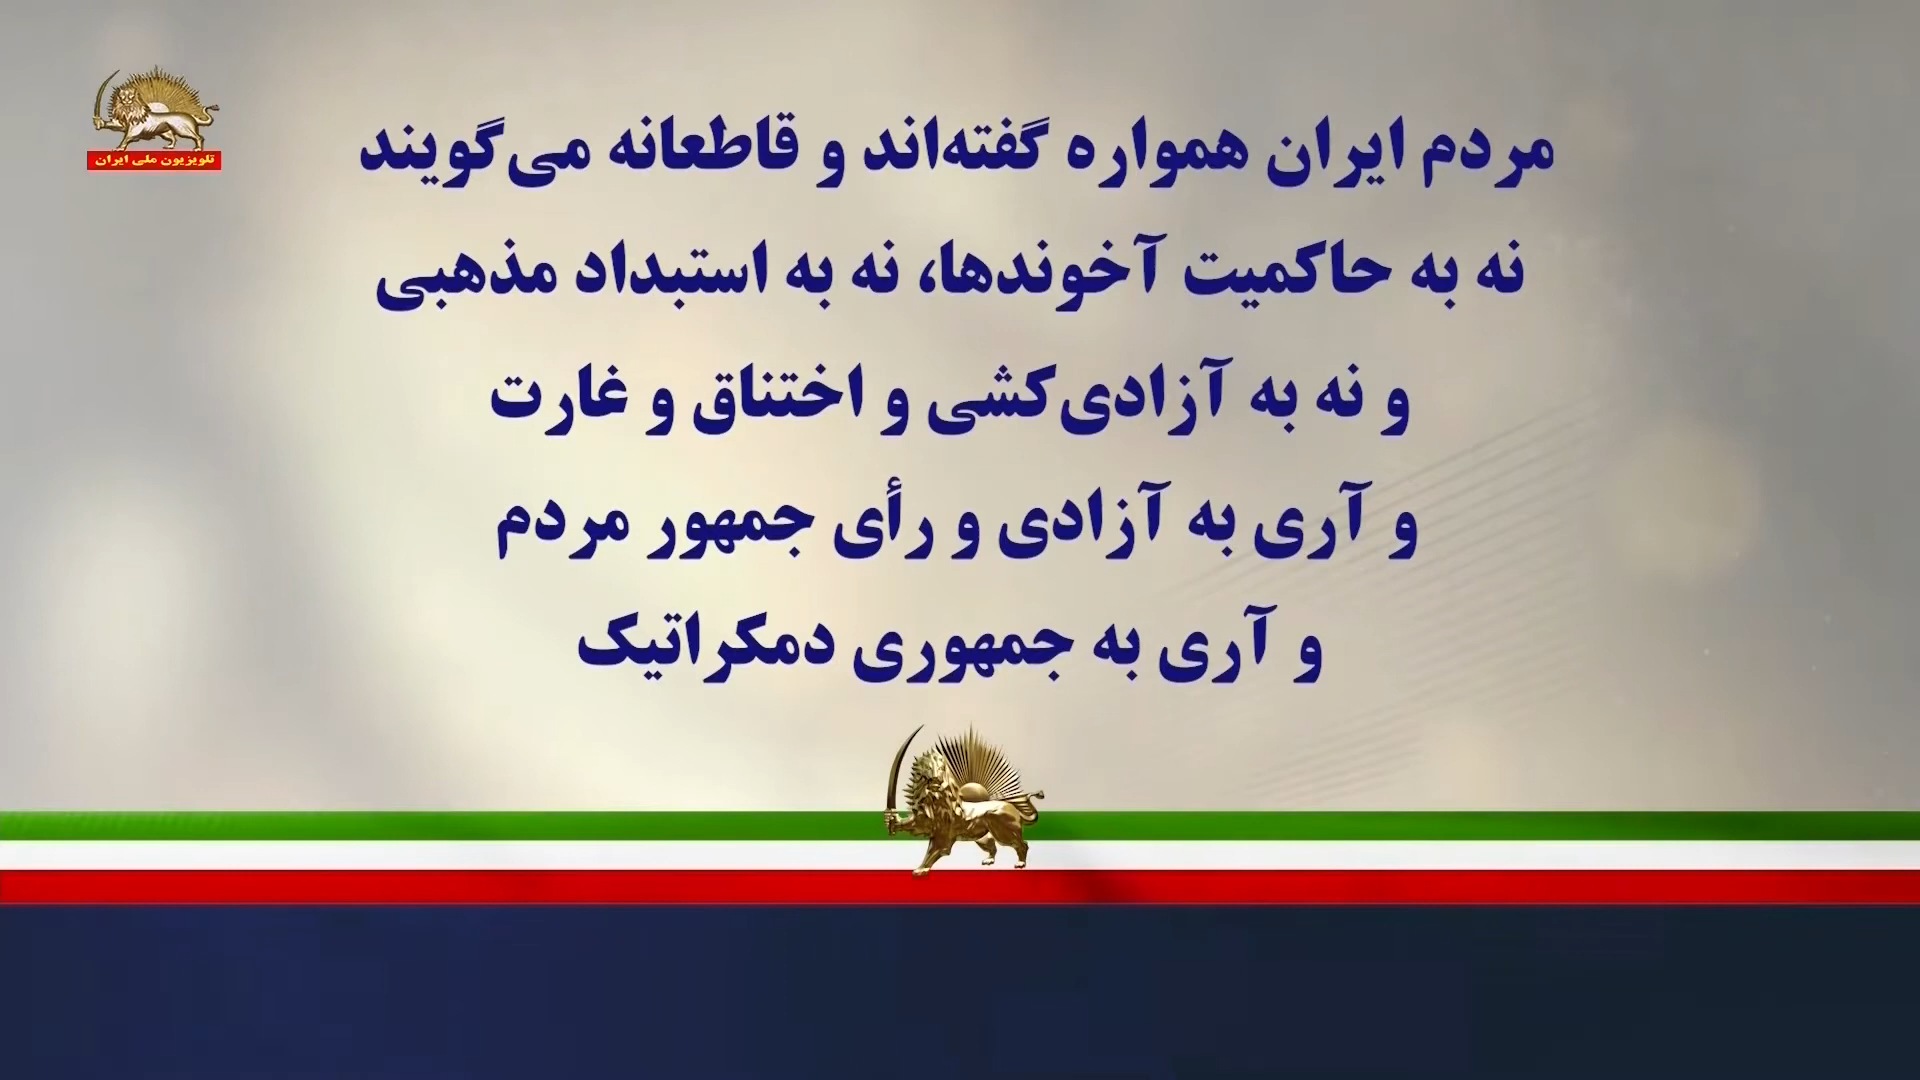 تلویزیون ملی ایران
مردم ایران همواره گفته‌اند و قاطعانه می‌گویند
نه به حاکمیت آخوندها، نه به استبداد مذهبی
و نه به آزادی‌کشی و اختناق و غارت
و آری به آزادی و رأی جمهور مردم
و آری به جمهوری دمکراتیک